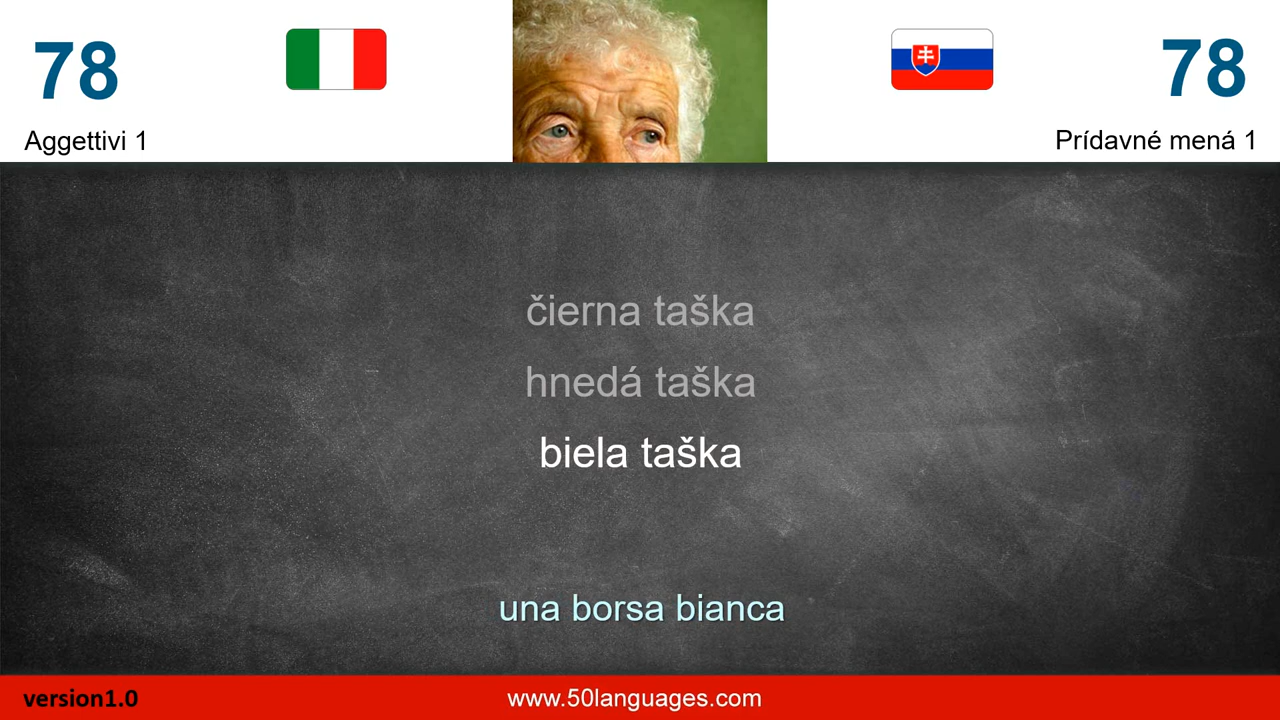 78
78
Aggettivi 1
Prídavné mená 1
čierna taška
hnedá taška
biela taška
una borsa bianca
version1.0
www.50languages.com